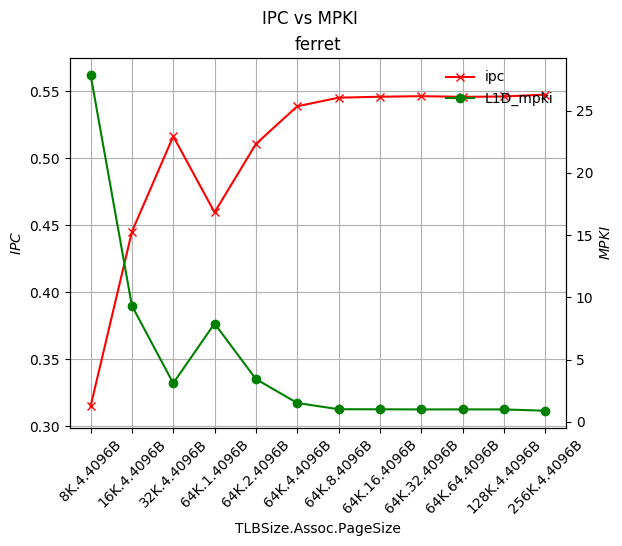 IPC vs MPKI
ferret
ipc
L1D_mpki
0.55
0.50
0.45
0.40
0.35
0.30
IPC
25
20
15
10
5
0
MPKI
8K.4.4096B
16K.4.4096B
32K.4.4096B
64K.1.4096B
64K.2.4096B
64K.4.4096B
64K.8.4096B
64K.16.4096B
64K.32.4096B
64K.64.4096B
128K.4.4096B
256K.4.4096B
TLBSize.Assoc.PageSize